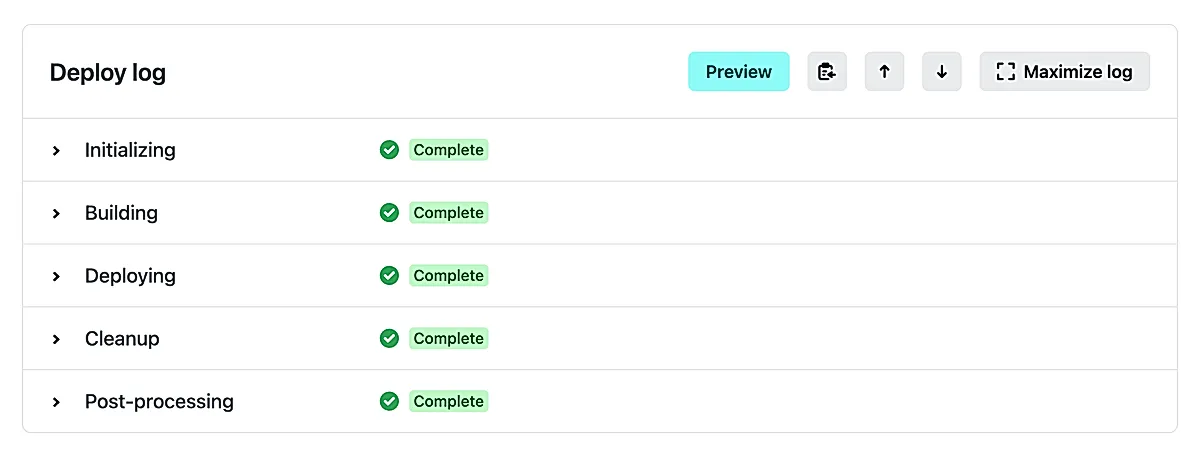 Deploy log
Preview
Maximize log
Initializing
Complete
Building
Complete
Deploying
Complete
Cleanup
Complete
Post-processing
Complete